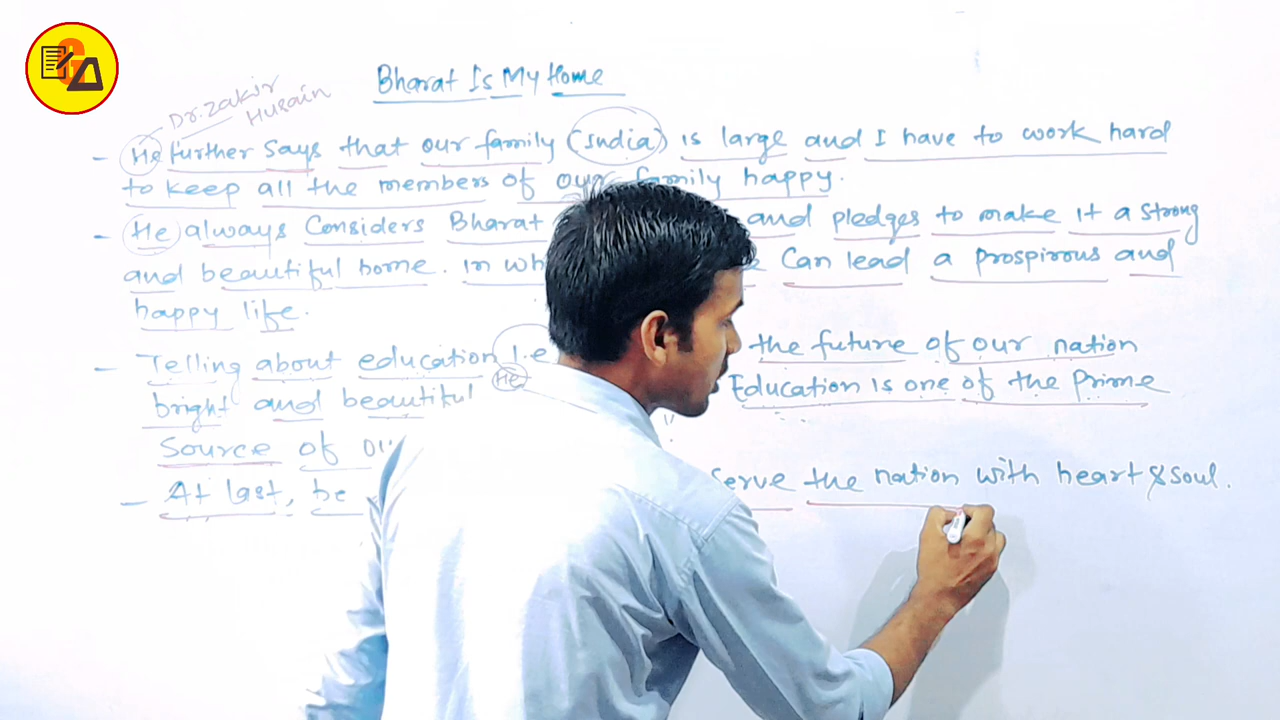 Bharat Is My Home
Dr. Zakir
Husain
- He further says that our family (India) is large and I have to work hard
to keep all the members of our family happy.
- He always Considers Bharat and pledges to make it a strong
and beautiful home. In can lead a prospirous and
happy life.
- Telling about education I.e the future of our nation
He
bright and beautiful Education is one of the Prime
Source of
- At last, he Serve the nation with heart & soul.